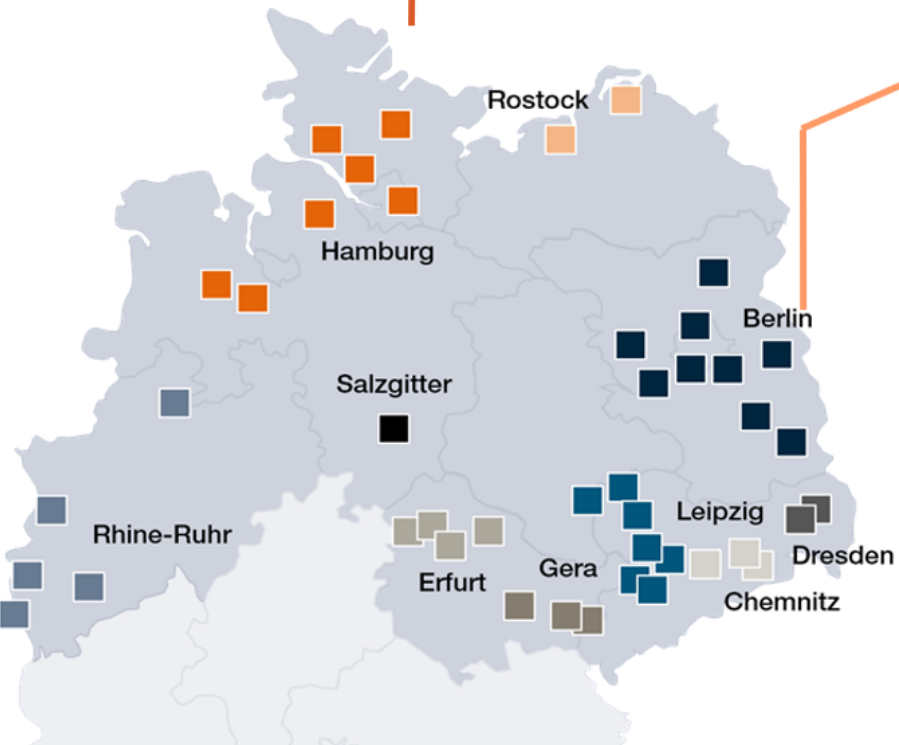 Rostock
Hamburg
Berlin
Salzgitter
Leipzig
Rhine-Ruhr
Dresden
Gera
Erfurt
Chemnitz